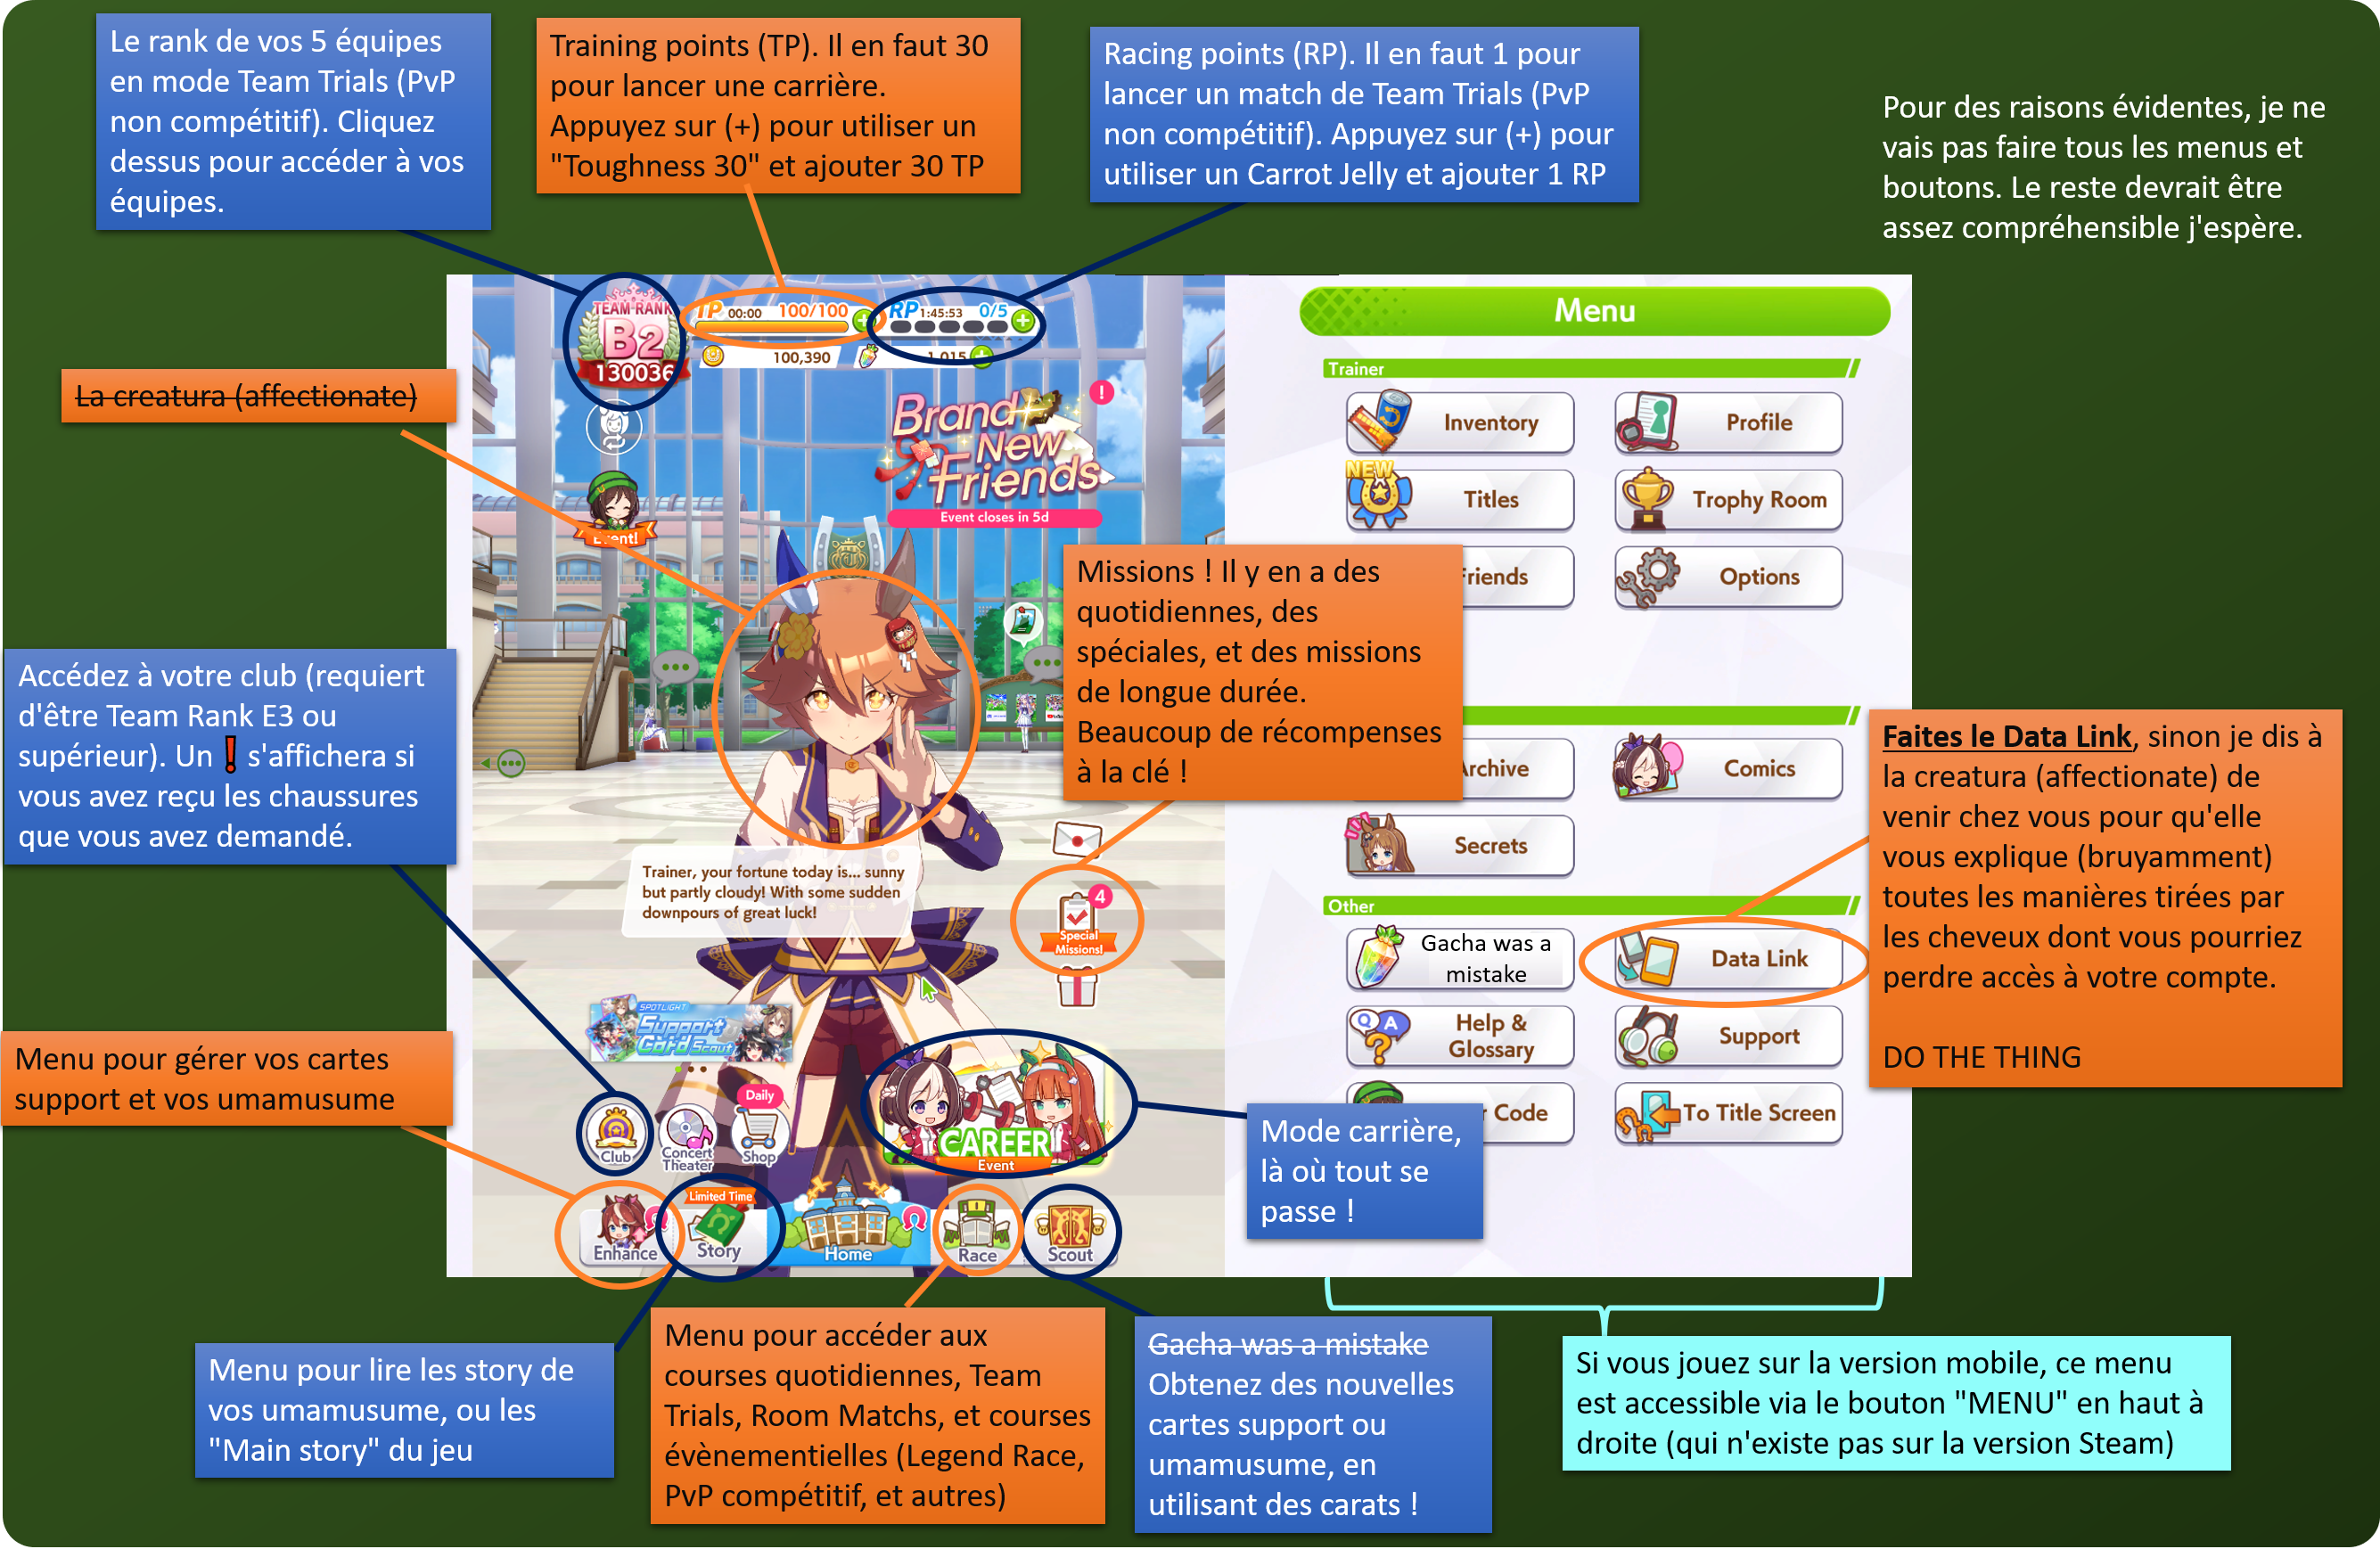 Le rank de vos 5 équipes
en mode Team Trials (PvP
non compétitif). Cliquez
dessus pour accéder à vos
équipes.
Training points (TP). Il en faut 30
pour lancer une carrière.
Appuyez sur (+) pour utiliser un
"Toughness 30" et ajouter 30 TP
Racing points (RP). Il en faut 1 pour
lancer un match de Team Trials (PvP
non compétitif). Appuyez sur (+) pour
utiliser un Carrot Jelly et ajouter 1 RP
Pour des raisons évidentes, je ne
vais pas faire tous les menus et
boutons. Le reste devrait être
assez compréhensible j'espère.
TEAM RANK
B2
130036
TP 00:00 100/100
RP 1:45:53 0/5
100,390
1,015
La creatura (affectionate)
Brand
New
Friends
!
Event closes in 5d
Event!
Missions ! Il y en a des
quotidiennes, des
spéciales, et des missions
de longue durée.
Beaucoup de récompenses
à la clé !
Accédez à votre club (requiert
d'être Team Rank E3 ou
supérieur). Un ❗ s'affichera si
vous avez reçu les chaussures
que vous avez demandé.
Trainer, your fortune today is... sunny
but partly cloudy! With some sudden
downpours of great luck!
4
Special
Missions!
SPOTLIGHT
Support
Card Scout
Menu pour gérer vos cartes
support et vos umamusume
Club
Concert
Theater
Daily
Shop
CAREER
Event
Mode carrière,
là où tout se
passe !
Enhance
Limited Time
Story
Home
Race
Scout
Menu
Trainer
Inventory
Profile
NEW
Titles
Trophy Room
Friends
Options
Archive
Comics
Secrets
Other
Gacha was a
mistake
Data Link
Q A
Help &
Glossary
Support
Code
To Title Screen
Faites le Data Link, sinon je dis à
la creatura (affectionate) de
venir chez vous pour qu'elle
vous explique (bruyamment)
toutes les manières tirées par
les cheveux dont vous pourriez
perdre accès à votre compte.
DO THE THING
Menu pour lire les story de
vos umamusume, ou les
"Main story" du jeu
Menu pour accéder aux
courses quotidiennes, Team
Trials, Room Matchs, et courses
évènementielles (Legend Race,
PvP compétitif, et autres)
Gacha was a mistake
Obtenez des nouvelles
cartes support ou
umamusume, en
utilisant des carats !
Si vous jouez sur la version mobile, ce menu
est accessible via le bouton "MENU" en haut à
droite (qui n'existe pas sur la version Steam)